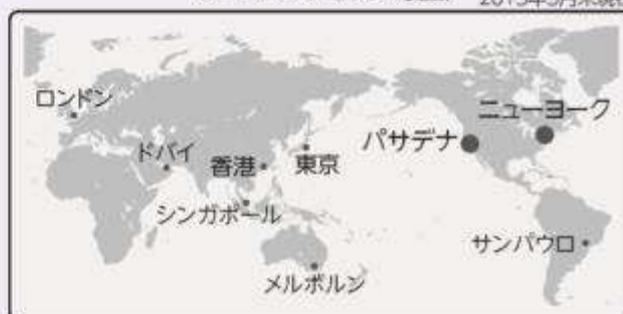 ロンドン
ニューヨーク
パサデナ
ドバイ
香港
東京
シンガポール
サンパウロ
メルボルン